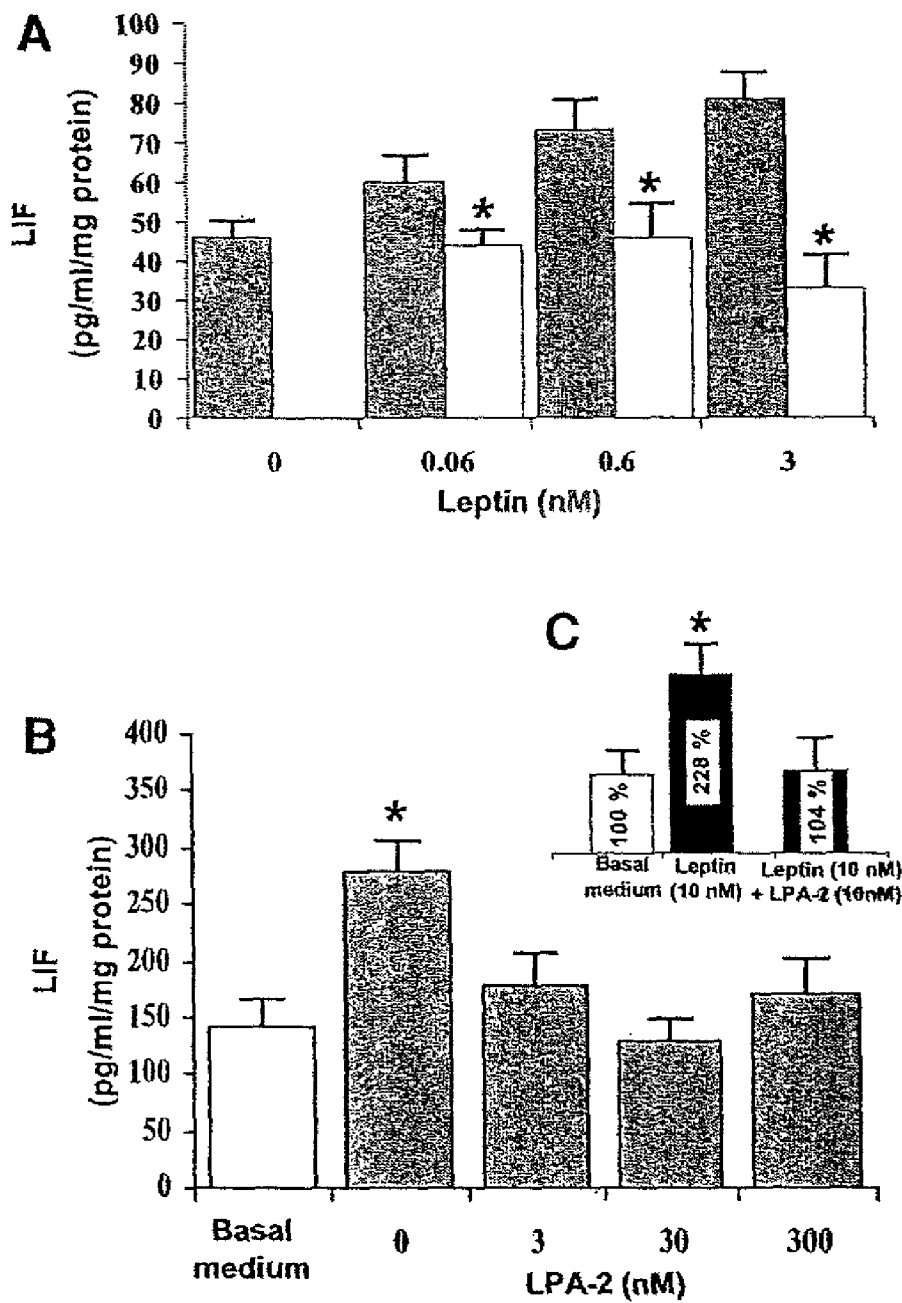 A
LIF
(pg/ml/mg protein)
100
90
80
70
60
50
40
30
20
10
0
* * *
0 0.06 0.6 3
Leptin (nM)
C
*
100 % 228 % 104 %
Basal medium
Leptin (10 nM)
Leptin (10 nM) + LPA-2 (10nM)
B
LIF
(pg/ml/mg protein)
400
350
300
250
200
150
100
50
0
*
Basal medium
0 3 30 300
LPA-2 (nM)